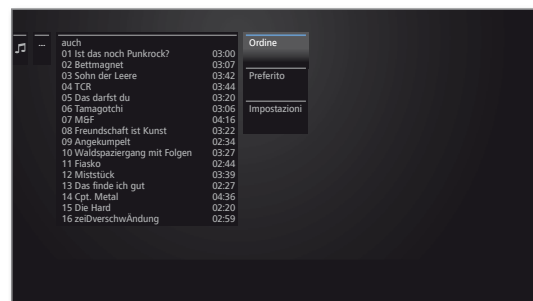 ...
auch
01 Ist das noch Punkrock? 03:00
02 Bettmagnet 03:07
03 Sohn der Leere 03:42
04 TCR 03:44
05 Das darfst du 03:20
06 Tamagotchi 03:06
07 M&F 04:16
08 Freundschaft ist Kunst 03:22
09 Angekumpelt 02:34
10 Waldspaziergang mit Folgen 03:27
11 Fiasko 02:44
12 Miststück 03:39
13 Das finde ich gut 02:27
14 Cpt. Metal 04:36
15 Die Hard 02:20
16 zeiDverschwÄndung 02:59
Ordine
Preferito
Impostazioni